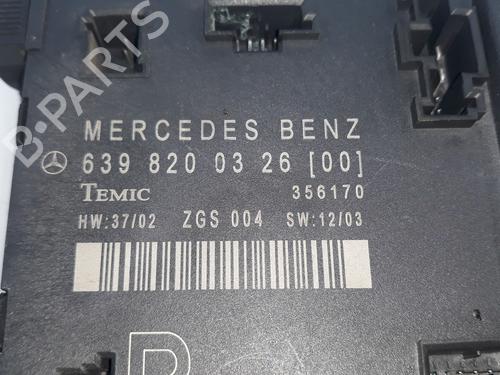 B-PARTS
MERCEDES BENZ
639 820 03 26 [00]
TEMIC 356170
HW:37/02 ZGS 004 SW:12/03